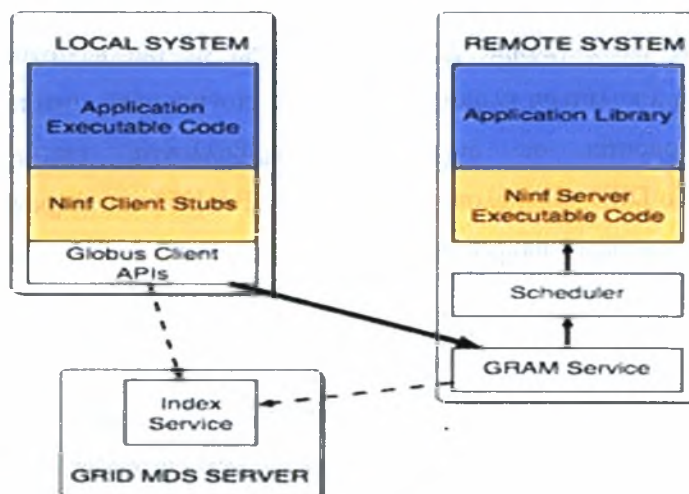 LOCAL SYSTEM
Application
Executable Code
Ninf Client Stubs
Globus Client
APIs
REMOTE SYSTEM
Application Library
Ninf Server
Executable Code
Scheduler
GRAM Service
Index
Service
GRID MDS SERVER